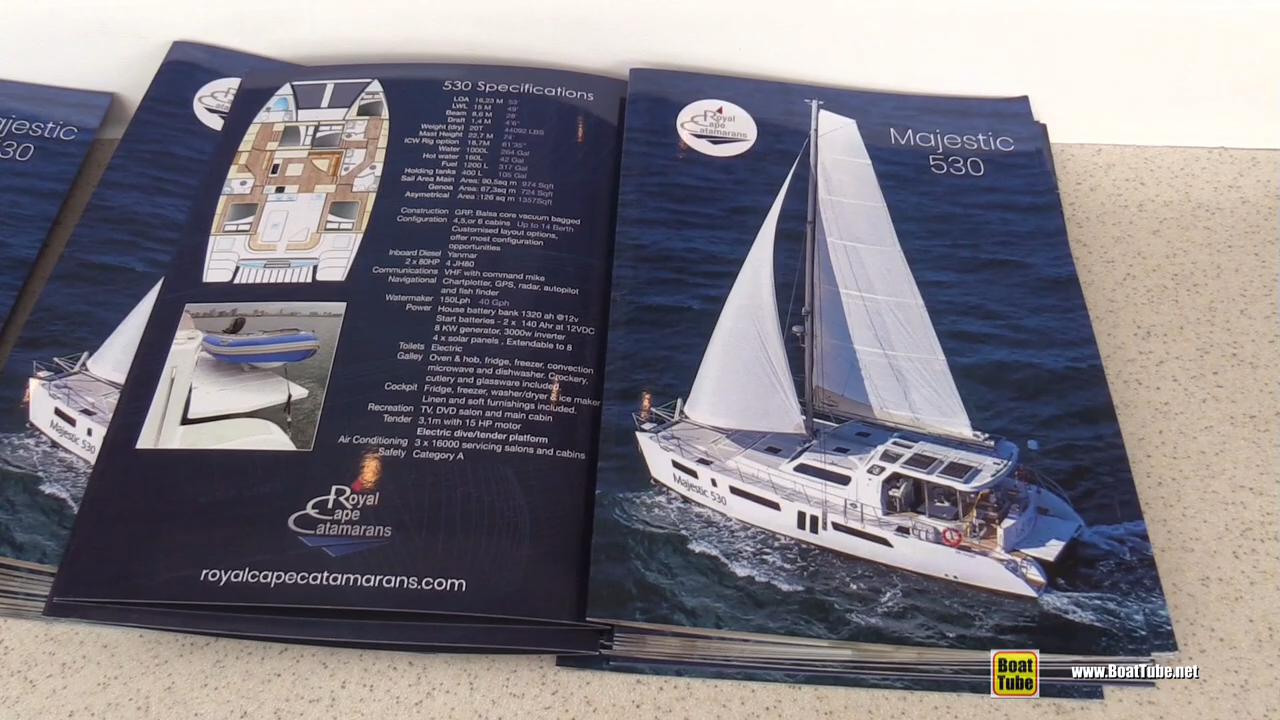 ajestic
530
530 Specifications
LOA 16,23 M 53'
LWL 15 M 49'
Beam 8,6 M 28'
Draft 1,4 M 4'6"
Weight (dry) 20T 44092 LBS
Mast Height 22,7 M 74'
ICW Rig option 18,7M 61'35"
Water 1000L 264 Gal
Hot water 160L 42 Gal
Fuel 1200 L 317 Gal
Holding tanks 400 L 105 Gal
Sail Area Main Area: 90,5sq m 974 Sqft
Genoa Area: 67,3sq m 724 Sqft
Asymetrical Area :126 sq m 1357Sqft
Construction GRP, Balsa core vacuum bagged
Configuration 4,5,or 6 cabins Up to 14 Berth
Customised layout options,
offer most configuration
opportunities
Inboard Diesel Yanmar
2 x 80HP 4 JH80
Communications VHF with command mike
Navigational Chartplotter, GPS, radar, autopilot
and fish finder
Watermaker 150Lph 40 Gph
Power House battery bank 1320 ah @12v
Start batteries - 2 x 140 Ahr at 12VDC
8 KW generator, 3000w inverter
4 x solar panels , Extendable to 8
Toilets Electric
Galley Oven & hob, fridge, freezer, convection
microwave and dishwasher. Crockery,
cutlery and glassware included.
Cockpit Fridge, freezer, washer/dryer & ice maker
Linen and soft furnishings included.
Recreation TV, DVD salon and main cabin
Tender 3,1m with 15 HP motor
Electric dive/tender platform
Air Conditioning 3 x 16000 servicing salons and cabins
Safety Category A
Royal
Cape
Catamarans
royalcapecatamarans.com
Majestic 530
Royal
Cape
Catamarans
Majestic
530
Majestic 530
Boat
Tube
www.BoatTube.net